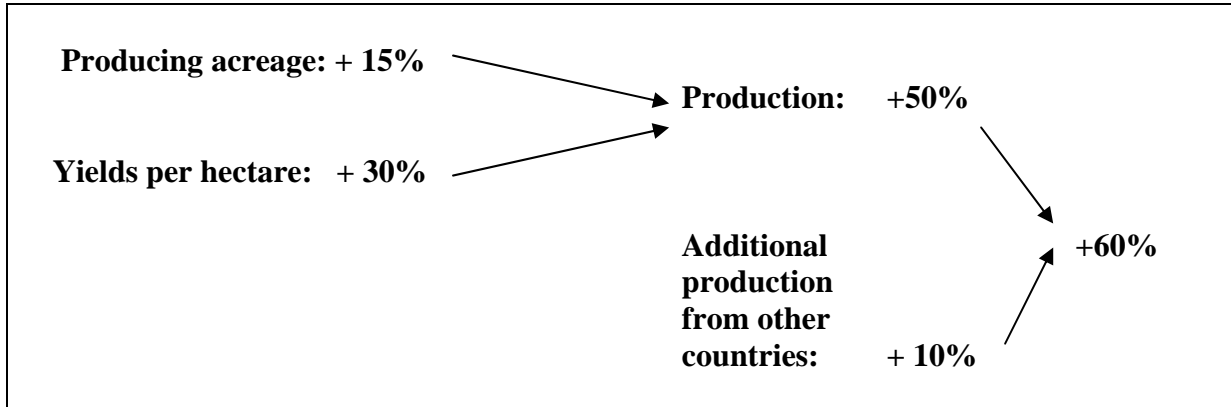 Producing acreage: + 15%
Production: +50%
Yields per hectare: + 30%
Additional
production
from other
countries: + 10%
+60%